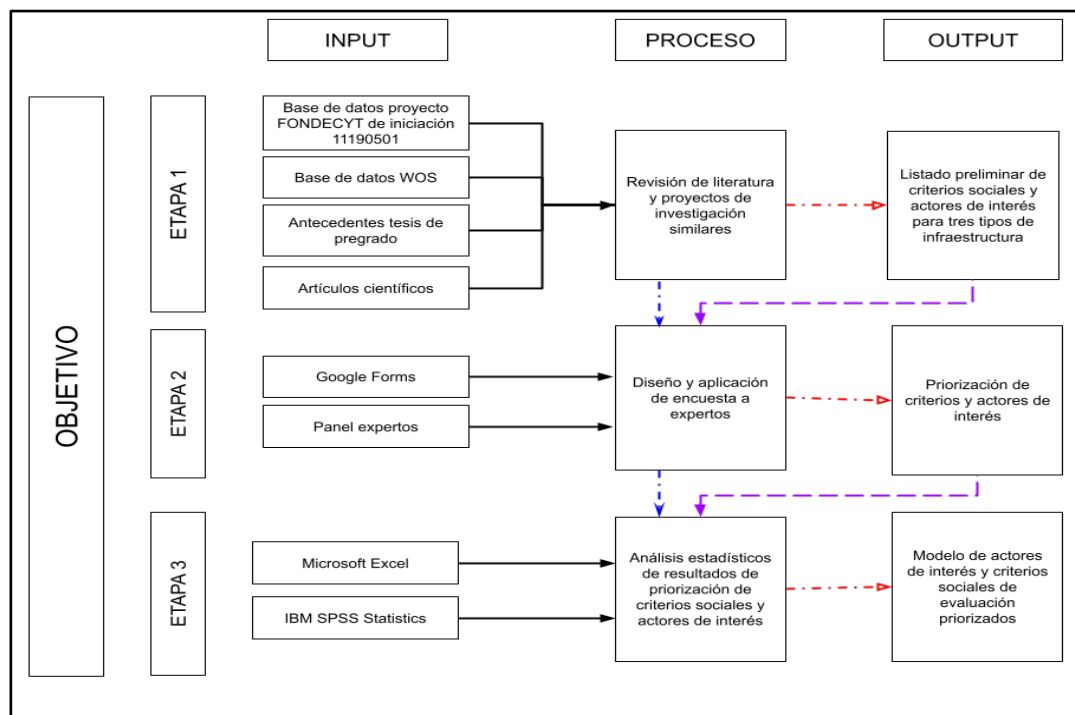 INPUT
PROCESO
OUTPUT
OBJETIVO
ETAPA 1
Base de datos proyecto
FONDECYT de iniciación
11190501
Base de datos WOS
Antecedentes tesis de
pregrado
Artículos científicos
Revisión de literatura
y proyectos de
investigación
similares
Listado preliminar de
criterios sociales y
actores de interés
para tres tipos de
infraestructura
ETAPA 2
Google Forms
Panel expertos
Diseño y aplicación
de encuesta a
expertos
Priorización de
criterios y actores de
interés
ETAPA 3
Microsoft Excel
IBM SPSS Statistics
Análisis estadísticos
de resultados de
priorización de
criterios sociales y
actores de interés
Modelo de actores
de interés y criterios
sociales de
evaluación
priorizados